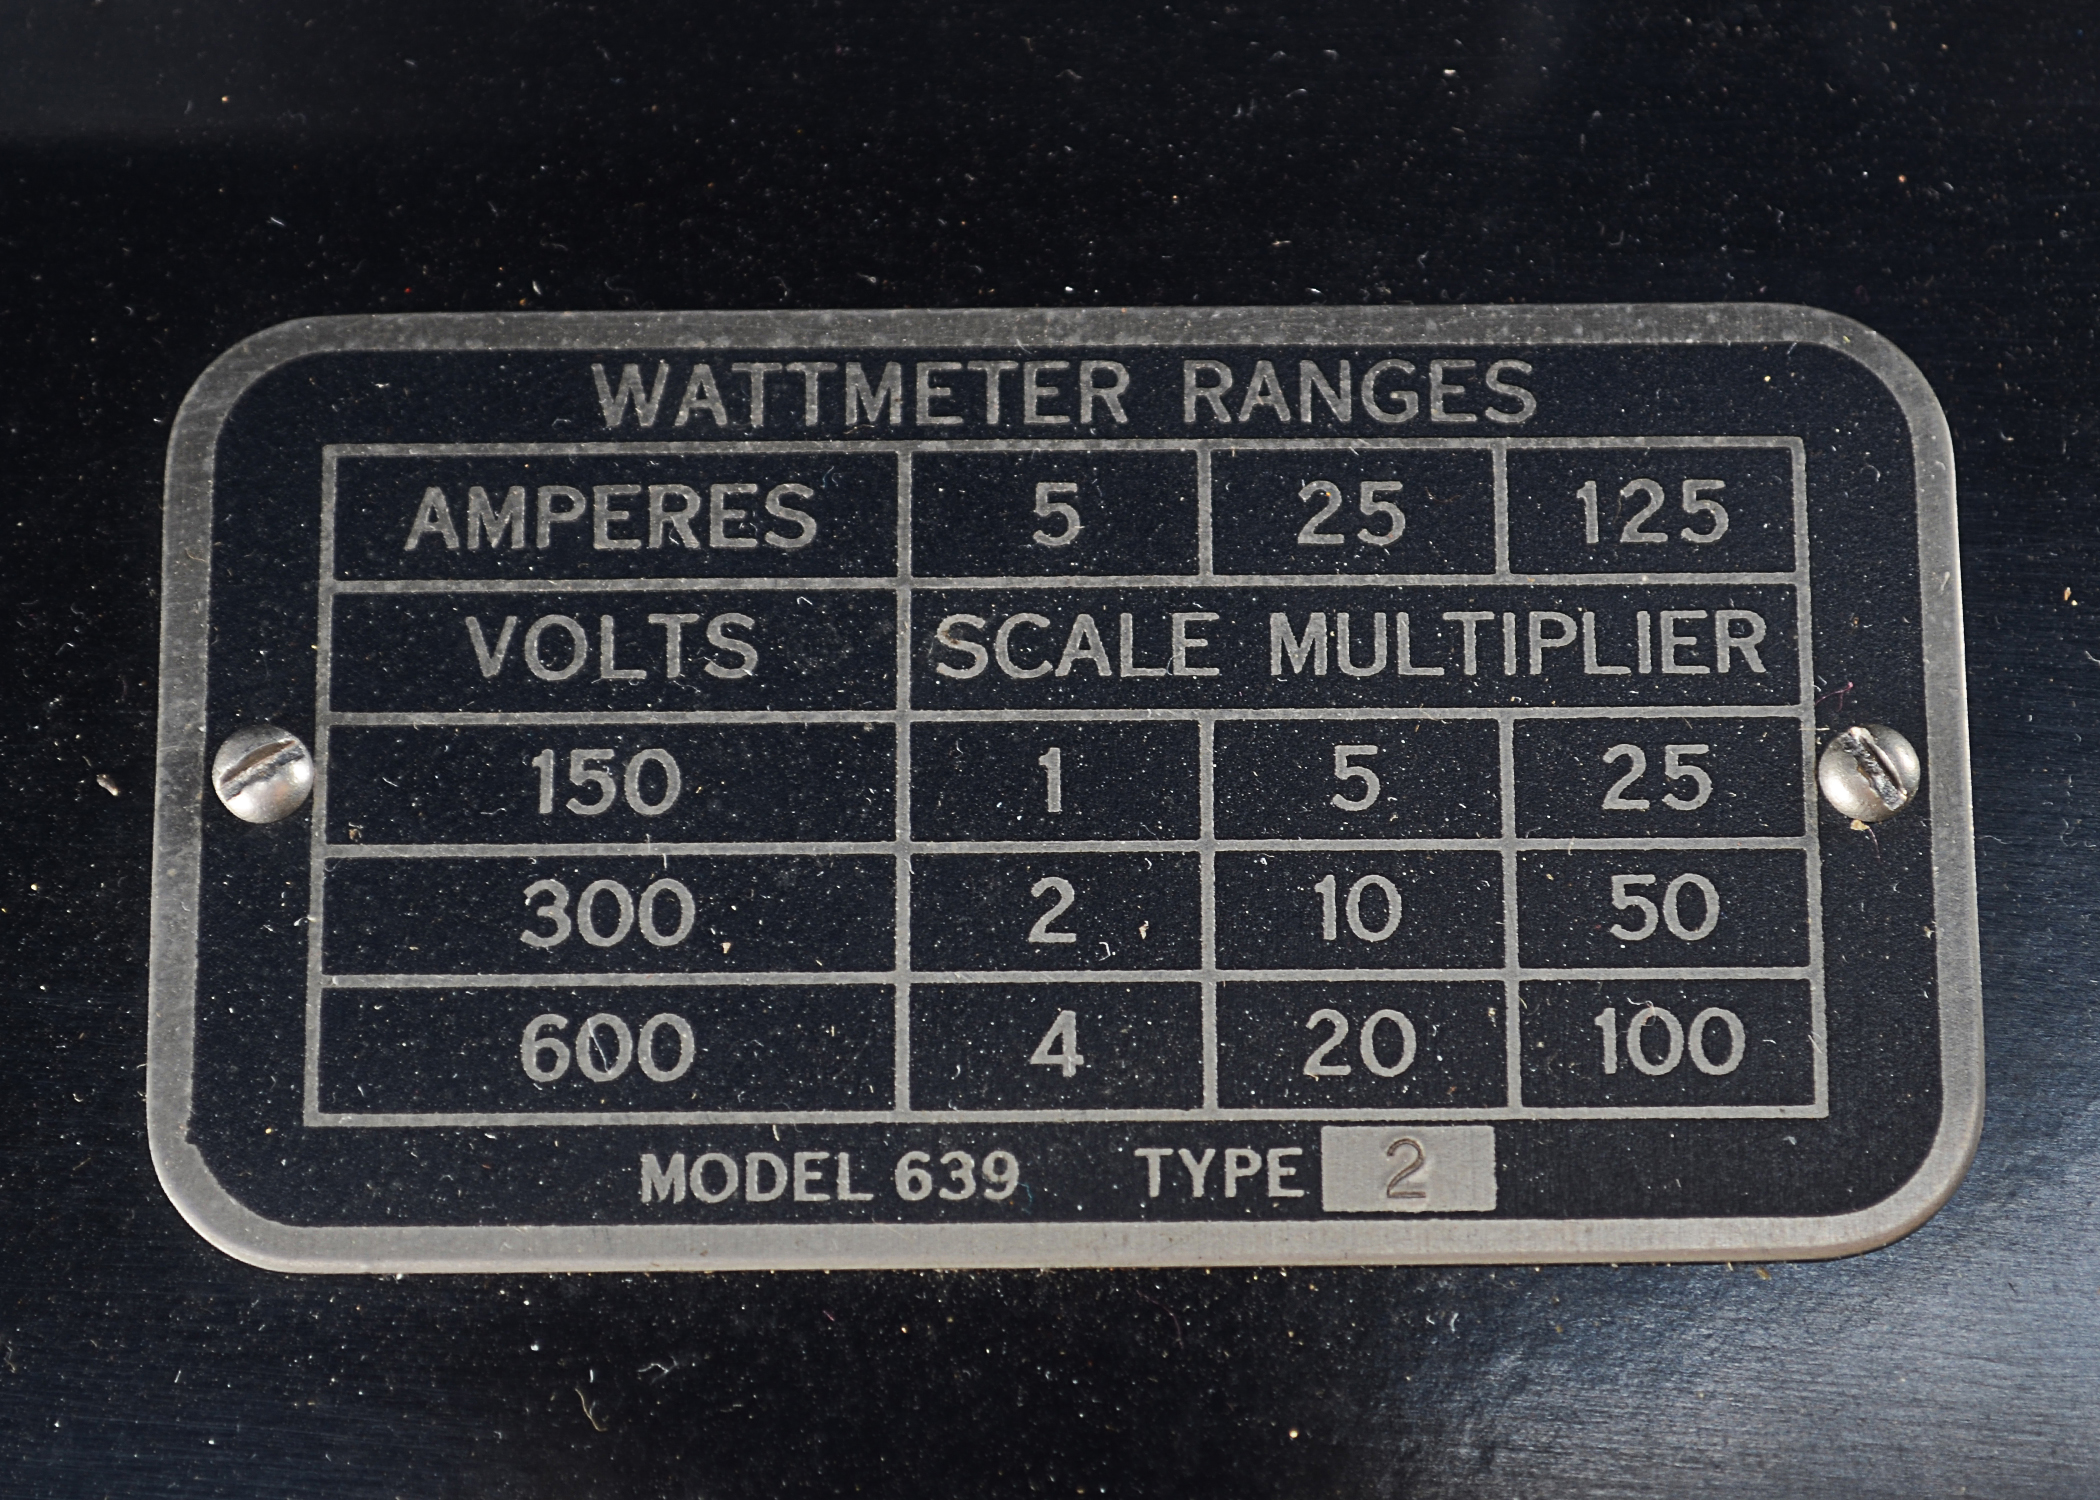 WATTMETER RANGES
AMPERES 5 25 125
VOLTS SCALE MULTIPLIER
150 1 5 25
300 2 10 50
600 4 20 100
MODEL 639 TYPE 2